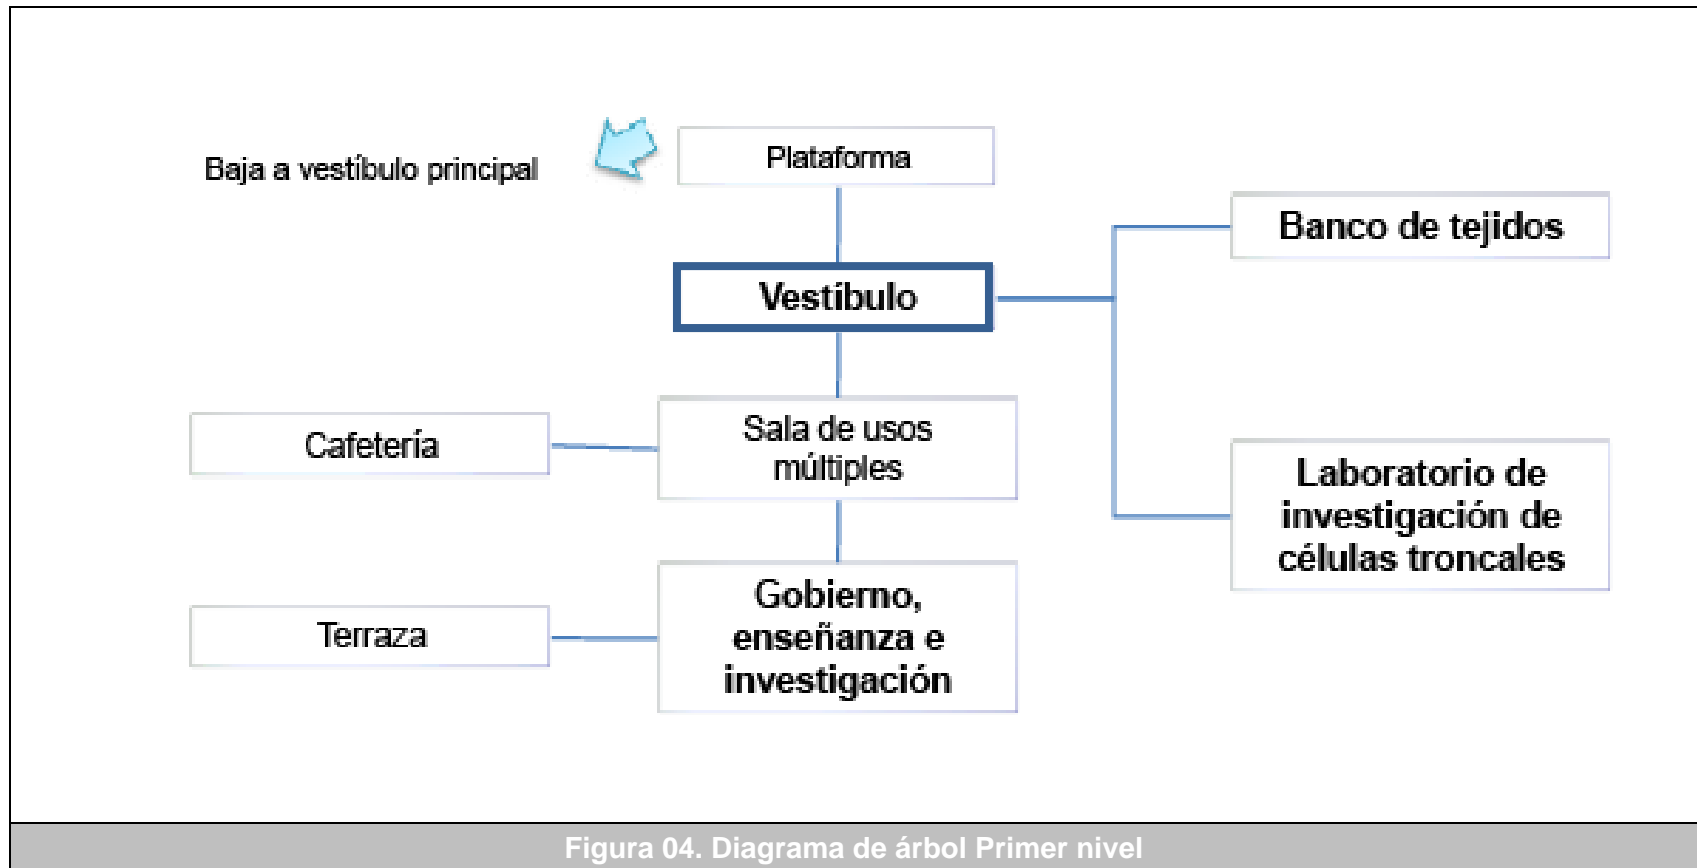 Baja a vestíbulo principal
Plataforma
Banco de tejidos
Vestíbulo
Cafetería
Sala de usos
múltiples
Laboratorio de
investigación de
células troncales
Terraza
Gobierno,
enseñanza e
investigación
Figura 04. Diagrama de árbol Primer nivel